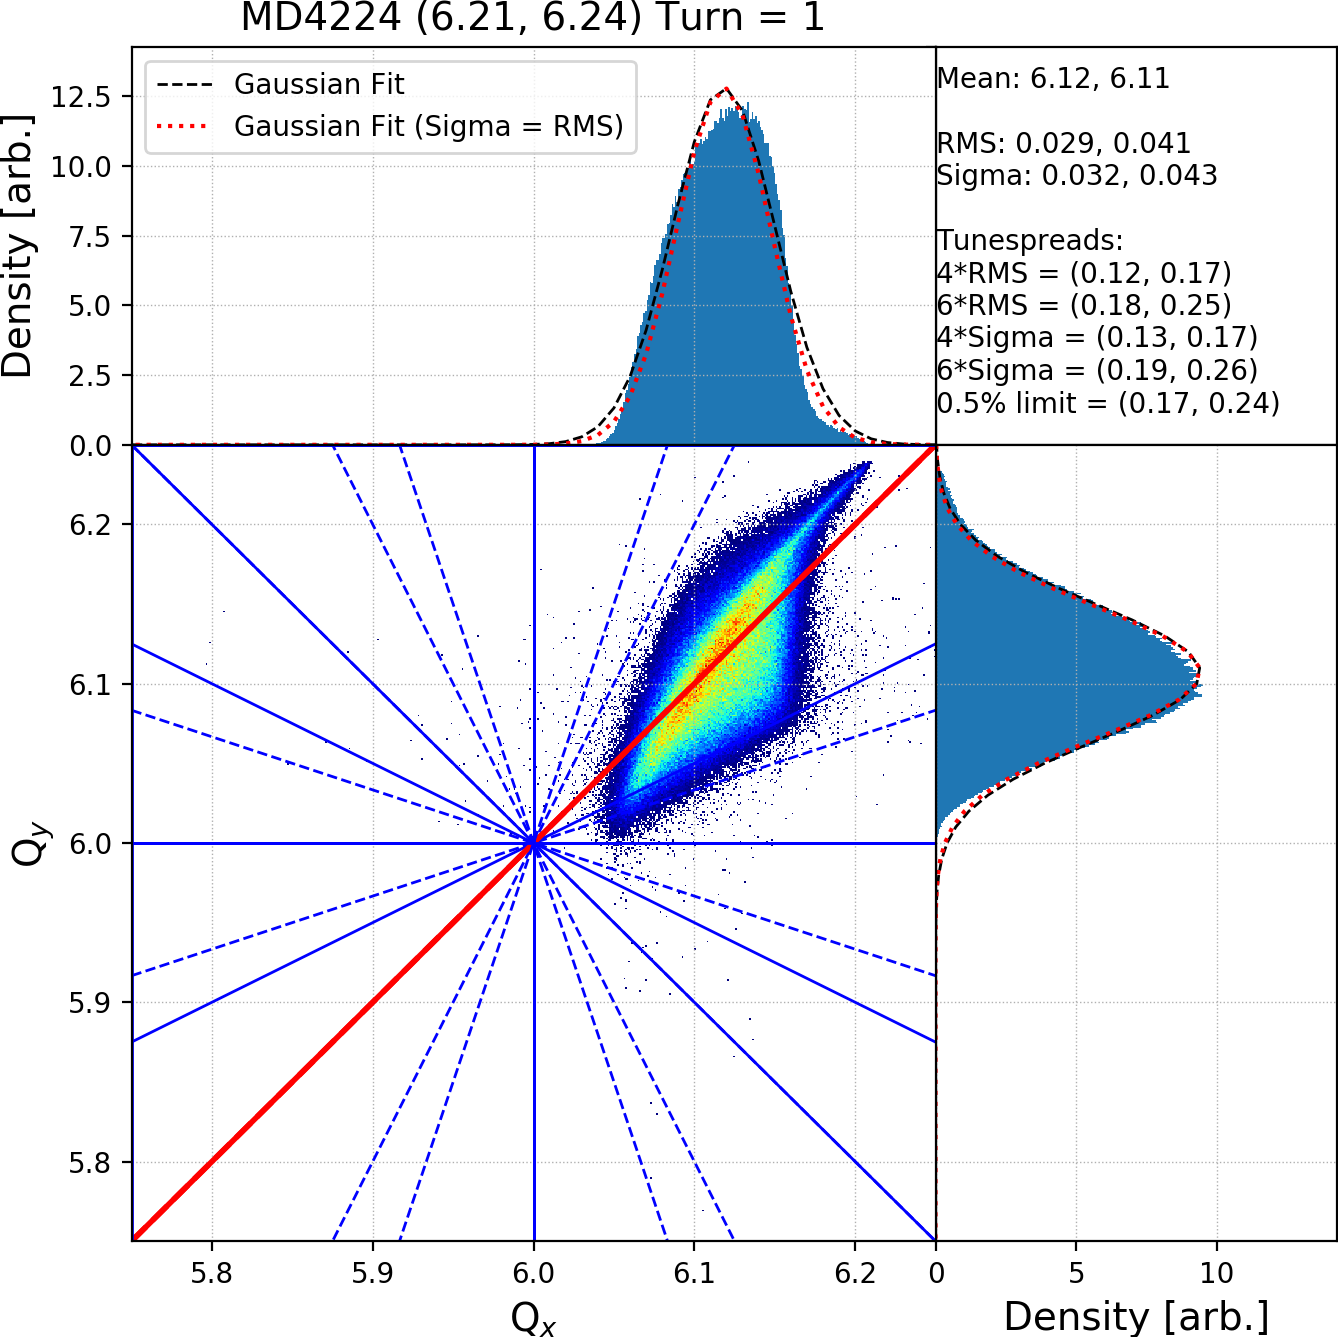 MD4224 (6.21, 6.24) Turn = 1
Gaussian Fit
Gaussian Fit (Sigma = RMS)
Density [arb.]
12.5
10.0
7.5
5.0
2.5
0.0
Mean: 6.12, 6.11
RMS: 0.029, 0.041
Sigma: 0.032, 0.043
Tunespreads:
4*RMS = (0.12, 0.17)
6*RMS = (0.18, 0.25)
4*Sigma = (0.13, 0.17)
6*Sigma = (0.19, 0.26)
0.5% limit = (0.17, 0.24)
Qy
6.2
6.1
6.0
5.9
5.8
5.8 5.9 6.0 6.1 6.2
Qx
0 5 10
Density [arb.]